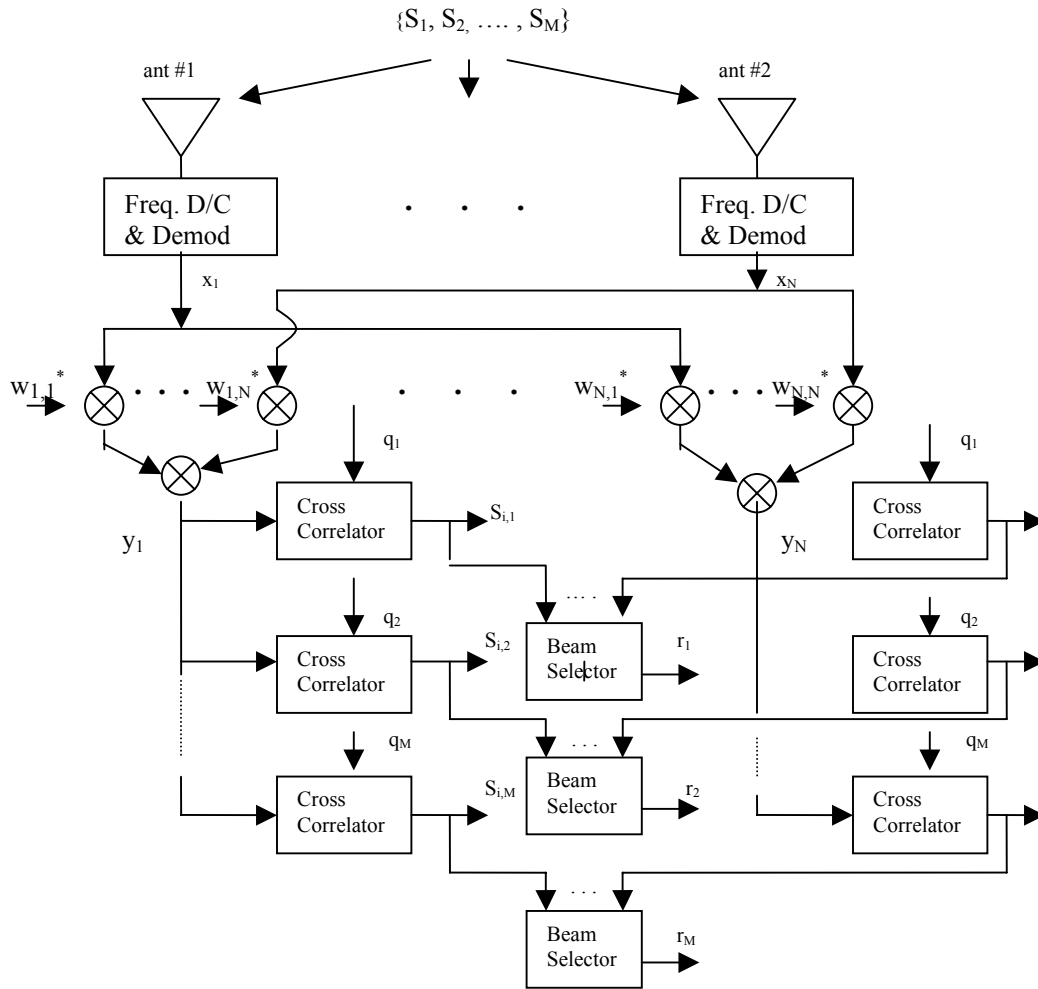 {S1, S2, …. , SM}
ant #1
ant #2
Freq. D/C
& Demod
. . .
Freq. D/C
& Demod
x1
xN
w1,1*
. . .
w1,N*
. . .
wN,1*
. . .
wN,N*
q1
q1
Cross
Correlator
Si,1
Cross
Correlator
y1
yN
....
q2
q2
Cross
Correlator
Si,2
Beam
Selector
r1
Cross
Correlator
qM
...
qM
Cross
Correlator
Si,M
Beam
Selector
r2
Cross
Correlator
...
Beam
Selector
rM